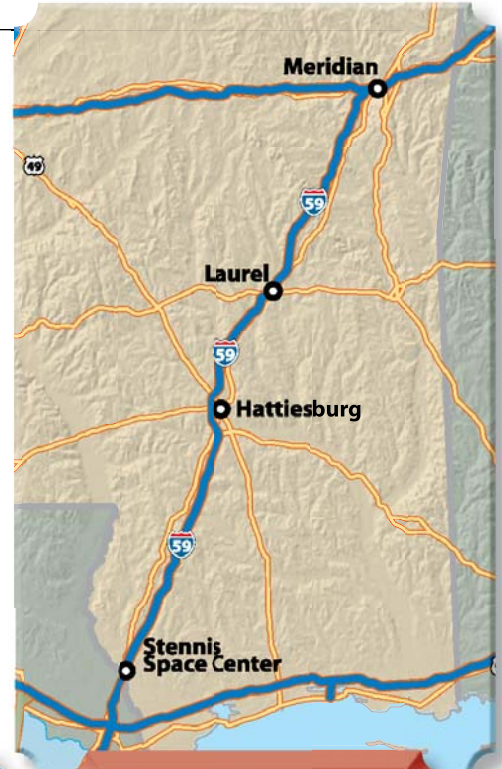 Meridian
49
59
Laurel
59
Hattiesburg
59
Stennis
Space Center